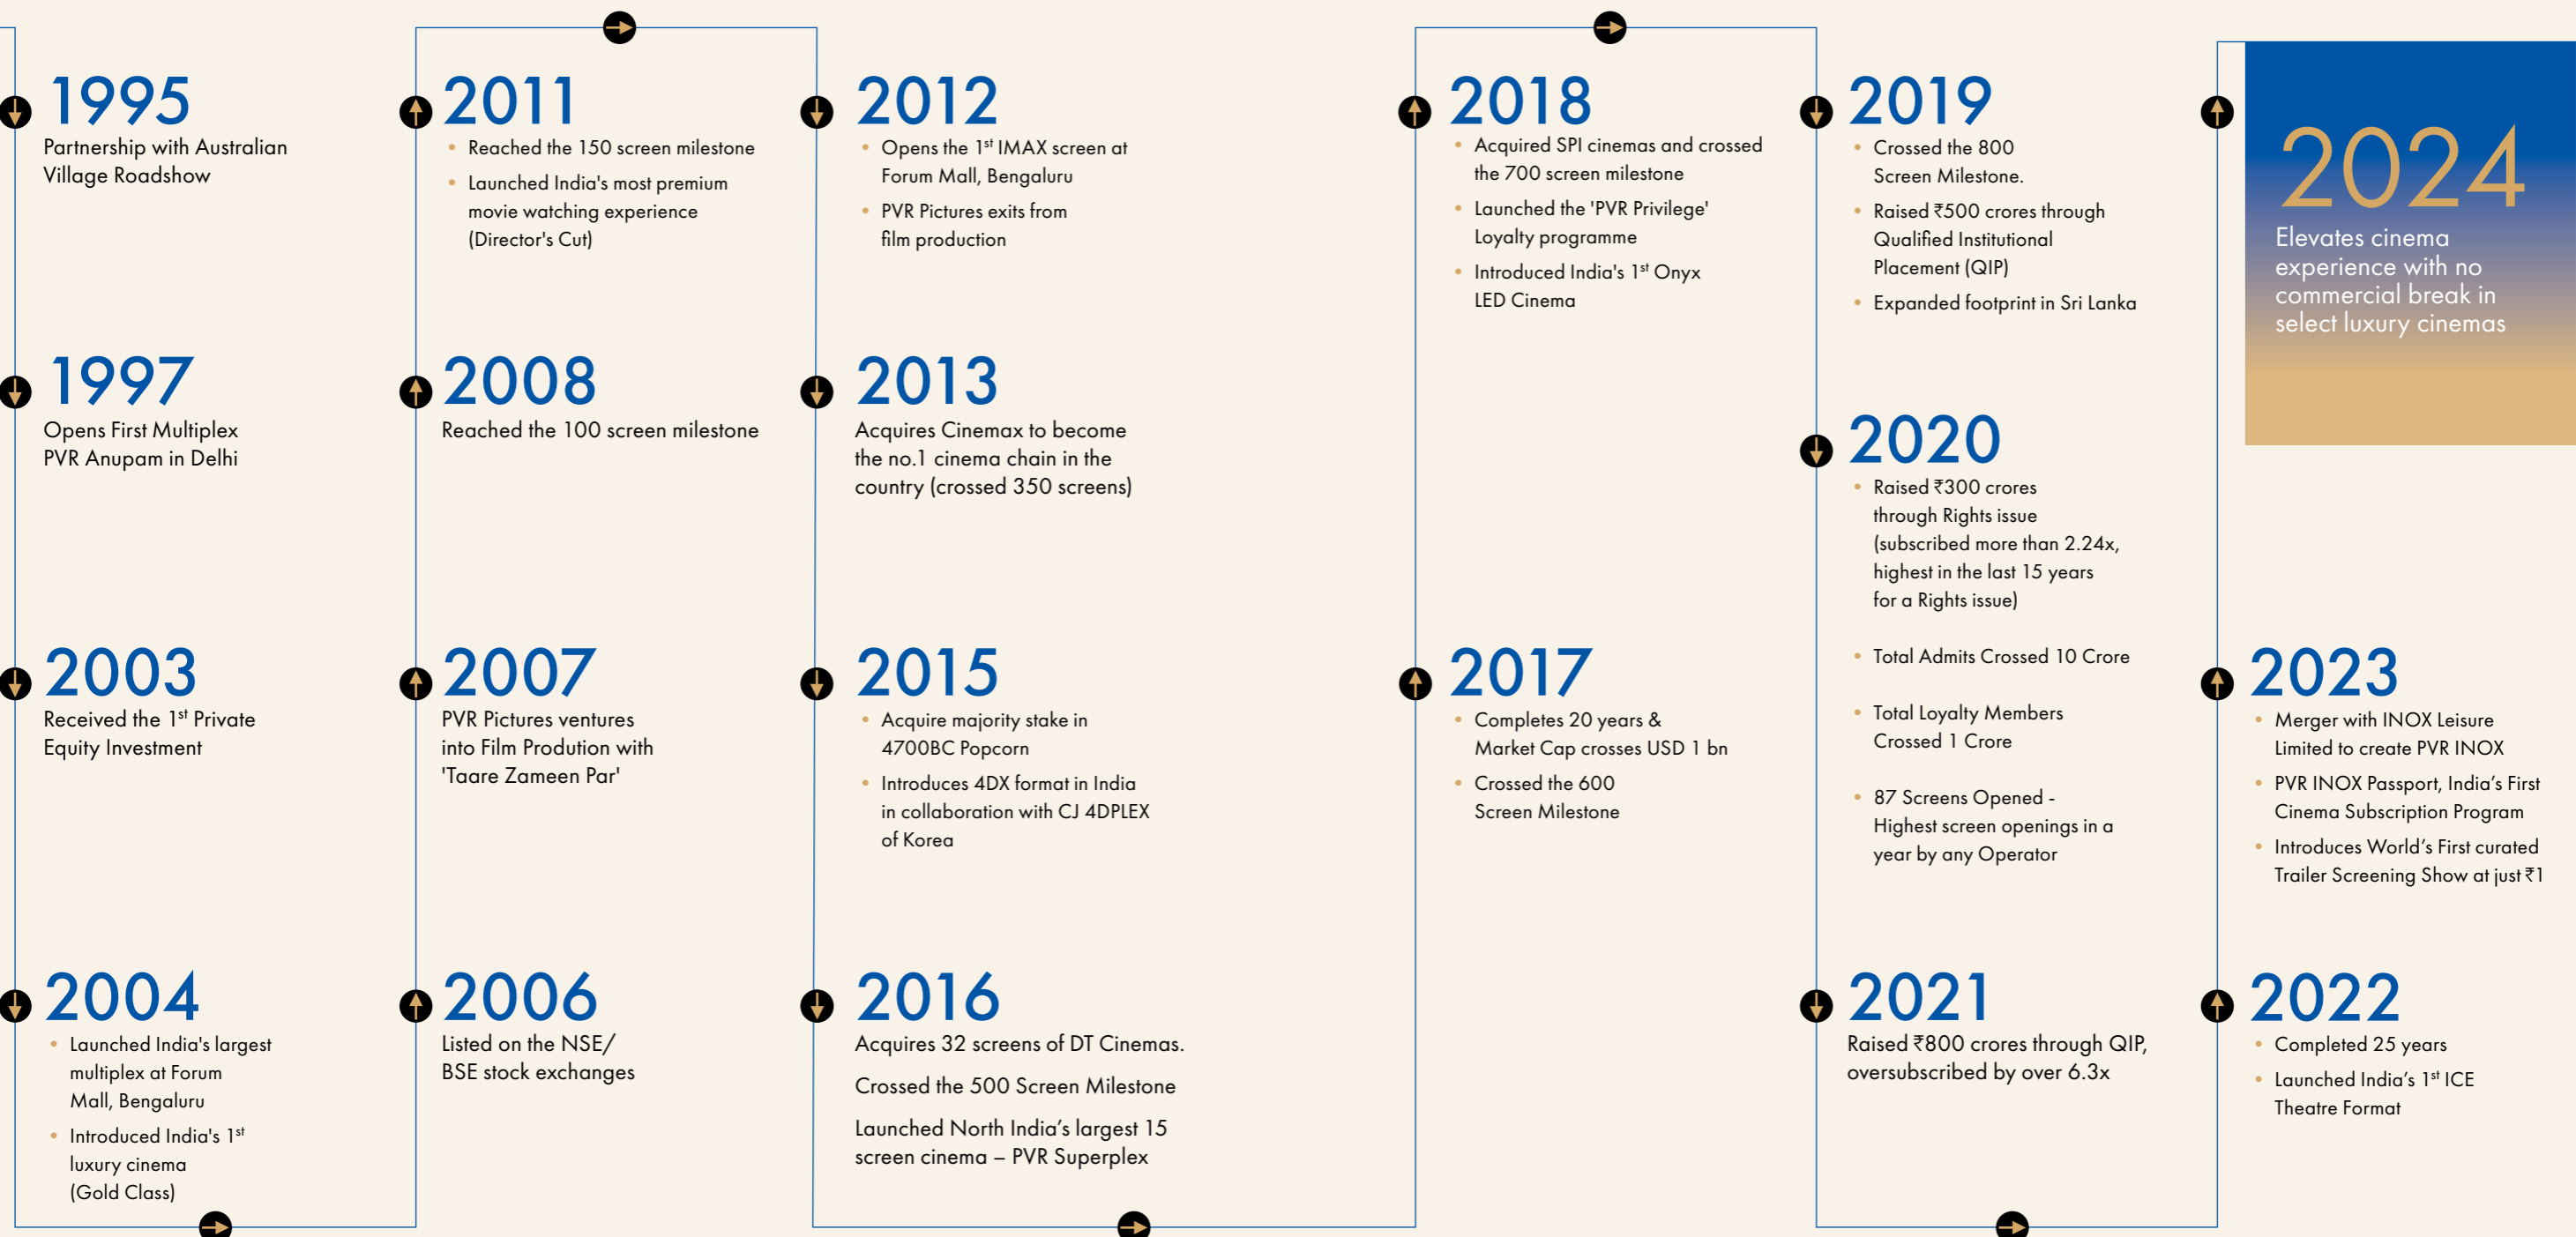 1995
Partnership with Australian
Village Roadshow
1997
Opens First Multiplex
PVR Anupam in Delhi
2003
Received the 1st Private
Equity Investment
2004
• Launched India's largest
multiplex at Forum
Mall, Bengaluru
• Introduced India's 1st
luxury cinema
(Gold Class)
2006
Listed on the NSE/
BSE stock exchanges
2007
PVR Pictures ventures
into Film Prodution with
'Taare Zameen Par'
2008
Reached the 100 screen milestone
2011
• Reached the 150 screen milestone
• Launched India's most premium
movie watching experience
(Director's Cut)
2012
• Opens the 1st IMAX screen at
Forum Mall, Bengaluru
• PVR Pictures exits from
film production
2013
Acquires Cinemax to become
the no.1 cinema chain in the
country (crossed 350 screens)
2015
• Acquire majority stake in
4700BC Popcorn
• Introduces 4DX format in India
in collaboration with CJ 4DPLEX
of Korea
2016
Acquires 32 screens of DT Cinemas.
Crossed the 500 Screen Milestone
Launched North India’s largest 15
screen cinema – PVR Superplex
2017
• Completes 20 years &
Market Cap crosses USD 1 bn
• Crossed the 600
Screen Milestone
2018
• Acquired SPI cinemas and crossed
the 700 screen milestone
• Launched the 'PVR Privilege'
Loyalty programme
• Introduced India's 1st Onyx
LED Cinema
2019
• Crossed the 800
Screen Milestone.
• Raised ₹500 crores through
Qualified Institutional
Placement (QIP)
• Expanded footprint in Sri Lanka
2020
• Raised ₹300 crores
through Rights issue
(subscribed more than 2.24x,
highest in the last 15 years
for a Rights issue)
• Total Admits Crossed 10 Crore
• Total Loyalty Members
Crossed 1 Crore
• 87 Screens Opened -
Highest screen openings in a
year by any Operator
2021
Raised ₹800 crores through QIP,
oversubscribed by over 6.3x
2022
• Completed 25 years
• Launched India’s 1st ICE
Theatre Format
2023
• Merger with INOX Leisure
Limited to create PVR INOX
• PVR INOX Passport, India’s First
Cinema Subscription Program
• Introduces World’s First curated
Trailer Screening Show at just ₹1
2024
Elevates cinema
experience with no
commercial break in
select luxury cinemas